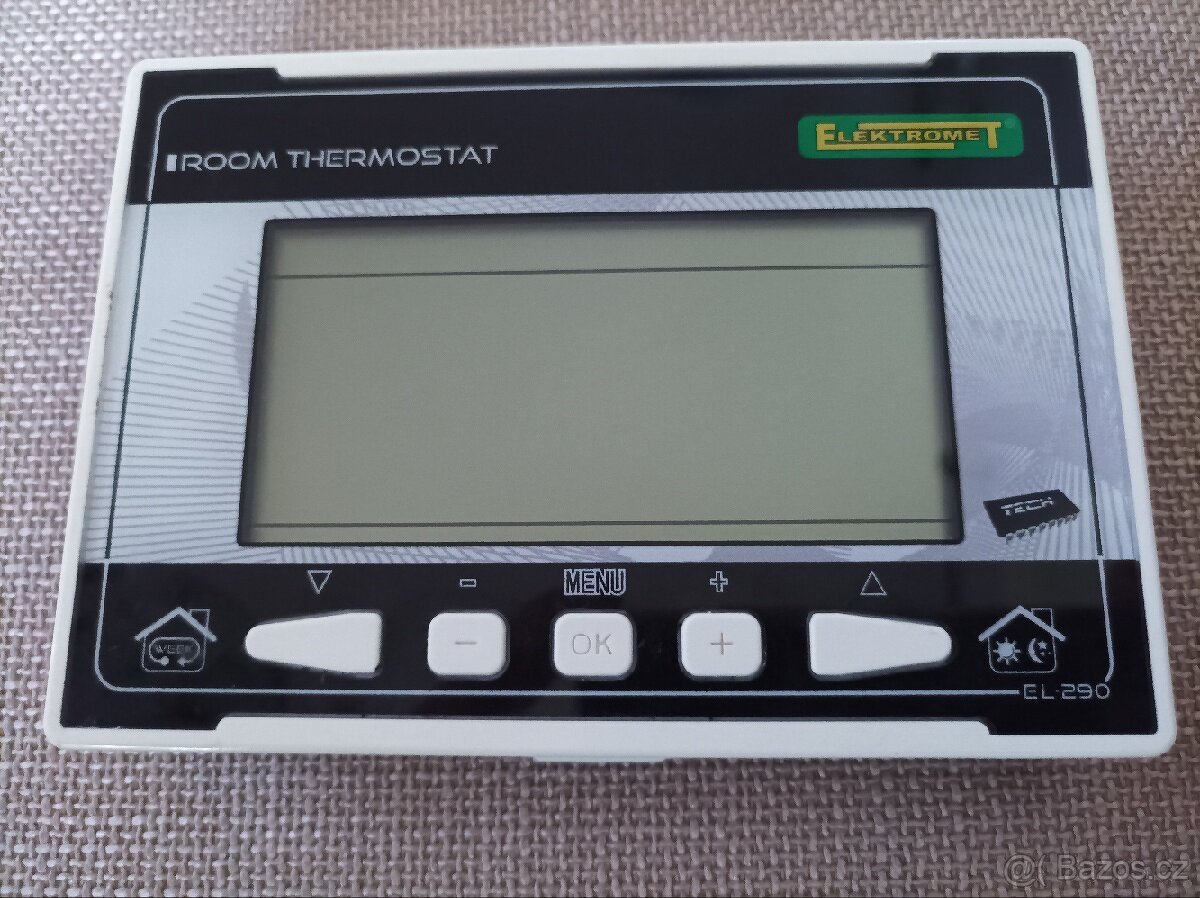 ROOM THERMOSTAT
ELEKTROMET®
TECH
- MENU +
WEEK
- OK +
EL-290
@( Bazos.cz